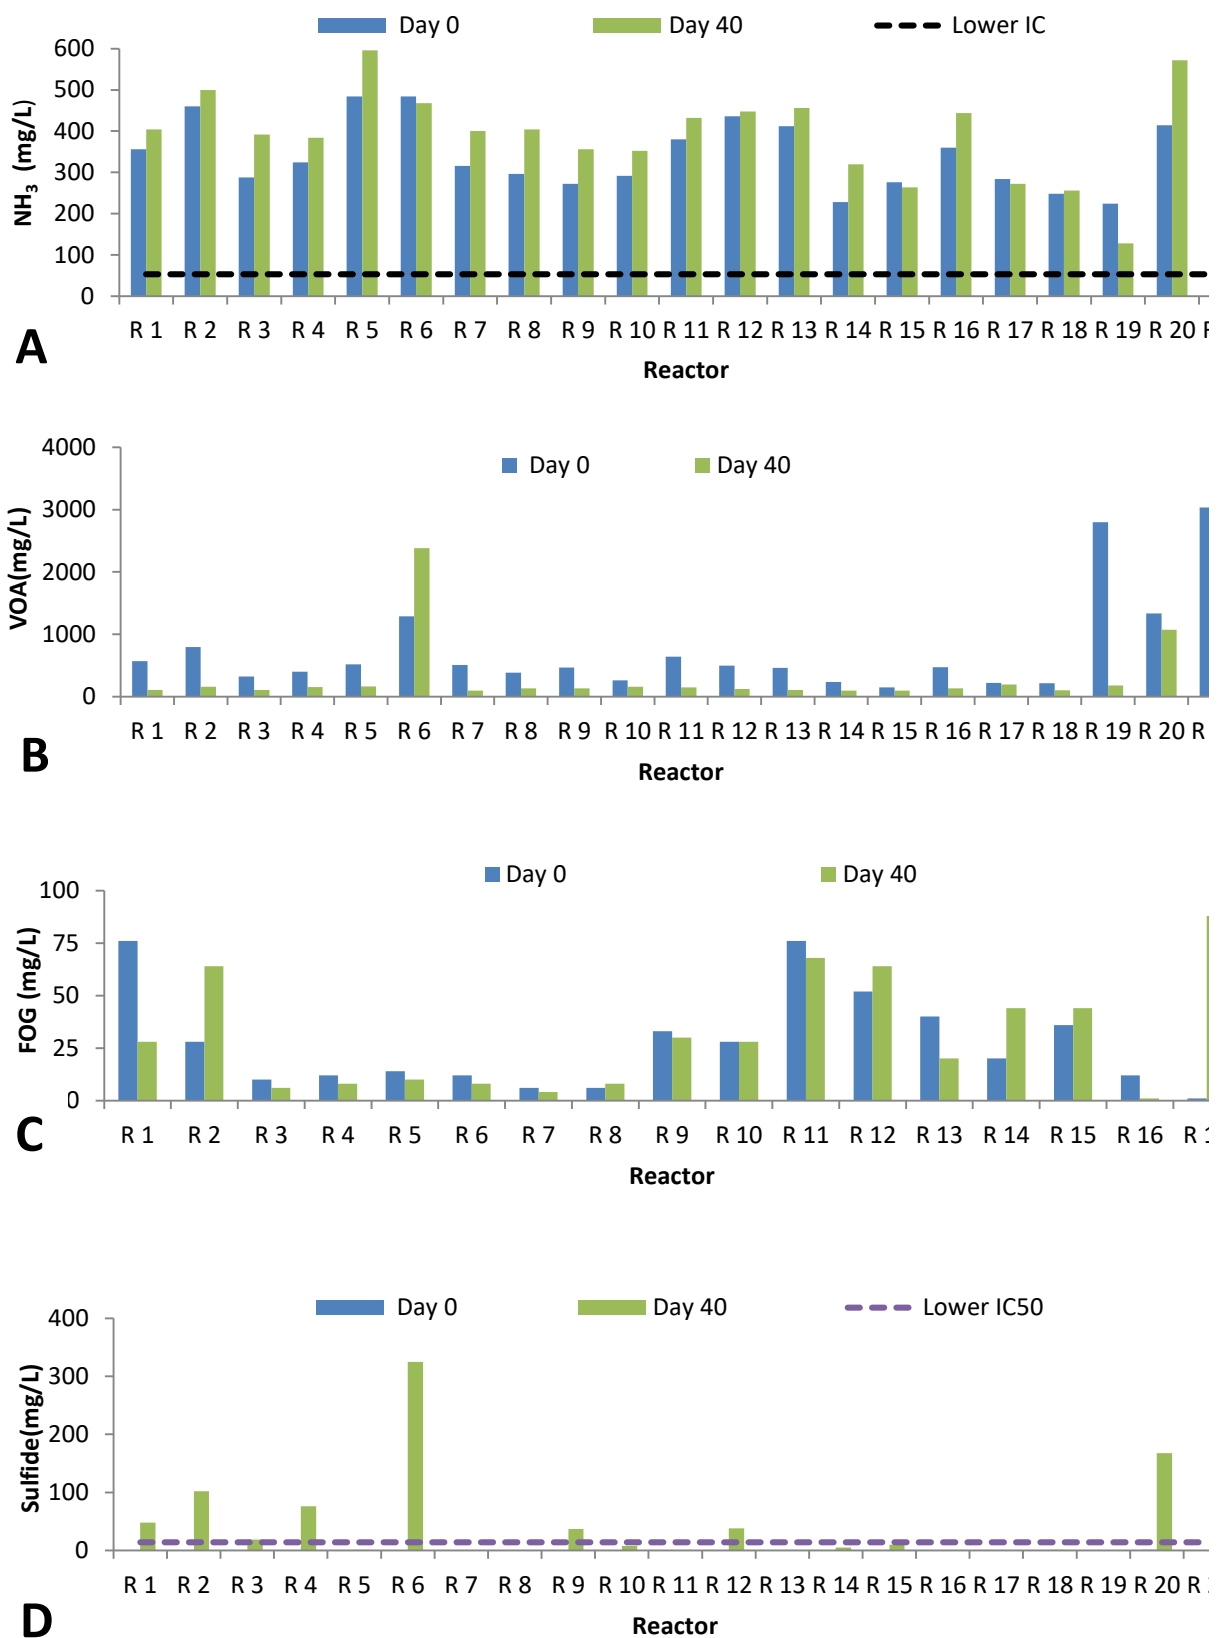 Day 0 Day 40 Lower IC
600
500
400
300
200
100
0
NH3 (mg/L)
R 1 R 2 R 3 R 4 R 5 R 6 R 7 R 8 R 9 R 10 R 11 R 12 R 13 R 14 R 15 R 16 R 17 R 18 R 19 R 20 R
A
Reactor
4000
3000
2000
1000
0
VOA(mg/L)
Day 0 Day 40
R 1 R 2 R 3 R 4 R 5 R 6 R 7 R 8 R 9 R 10 R 11 R 12 R 13 R 14 R 15 R 16 R 17 R 18 R 19 R 20 R
B
Reactor
Day 0 Day 40
100
75
50
25
0
FOG (mg/L)
R 1 R 2 R 3 R 4 R 5 R 6 R 7 R 8 R 9 R 10 R 11 R 12 R 13 R 14 R 15 R 16 R 1
C
Reactor
Day 0 Day 40 Lower IC50
400
300
200
100
0
Sulfide(mg/L)
R 1 R 2 R 3 R 4 R 5 R 6 R 7 R 8 R 9 R 10 R 11 R 12 R 13 R 14 R 15 R 16 R 17 R 18 R 19 R 20 R
D
Reactor